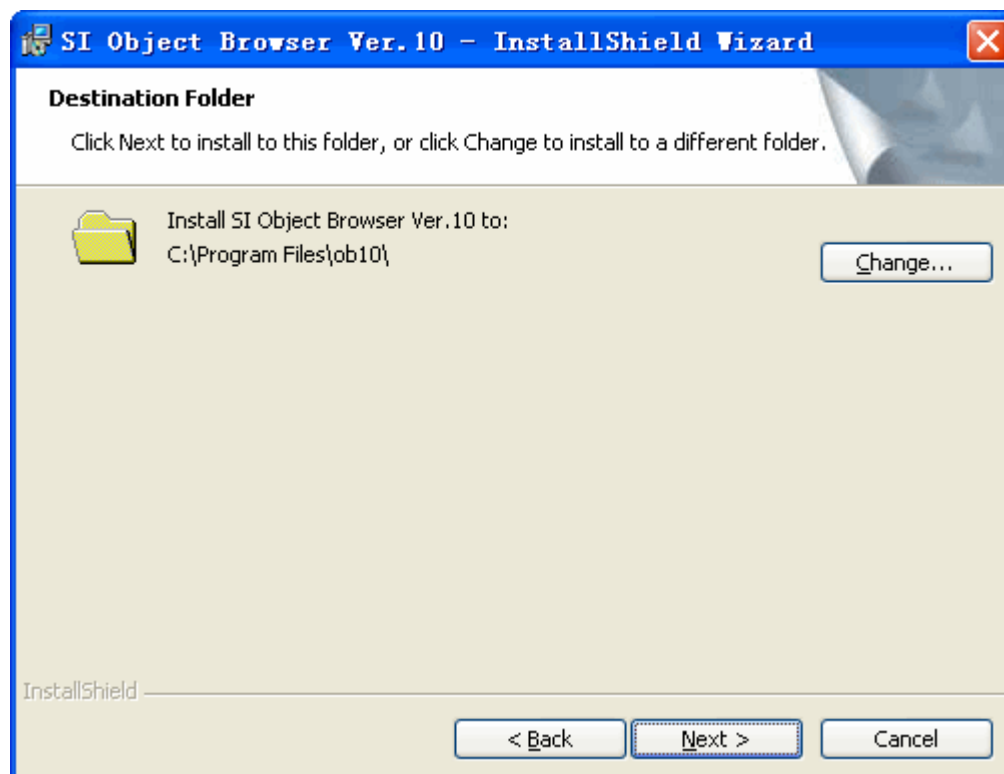 SI Object Browser Ver.10 - InstallShield Wizard
Destination Folder
Click Next to install to this folder, or click Change to install to a different folder.
Install SI Object Browser Ver.10 to:
C:\Program Files\ob10\
Change...
InstallShield
< Back
Next >
Cancel